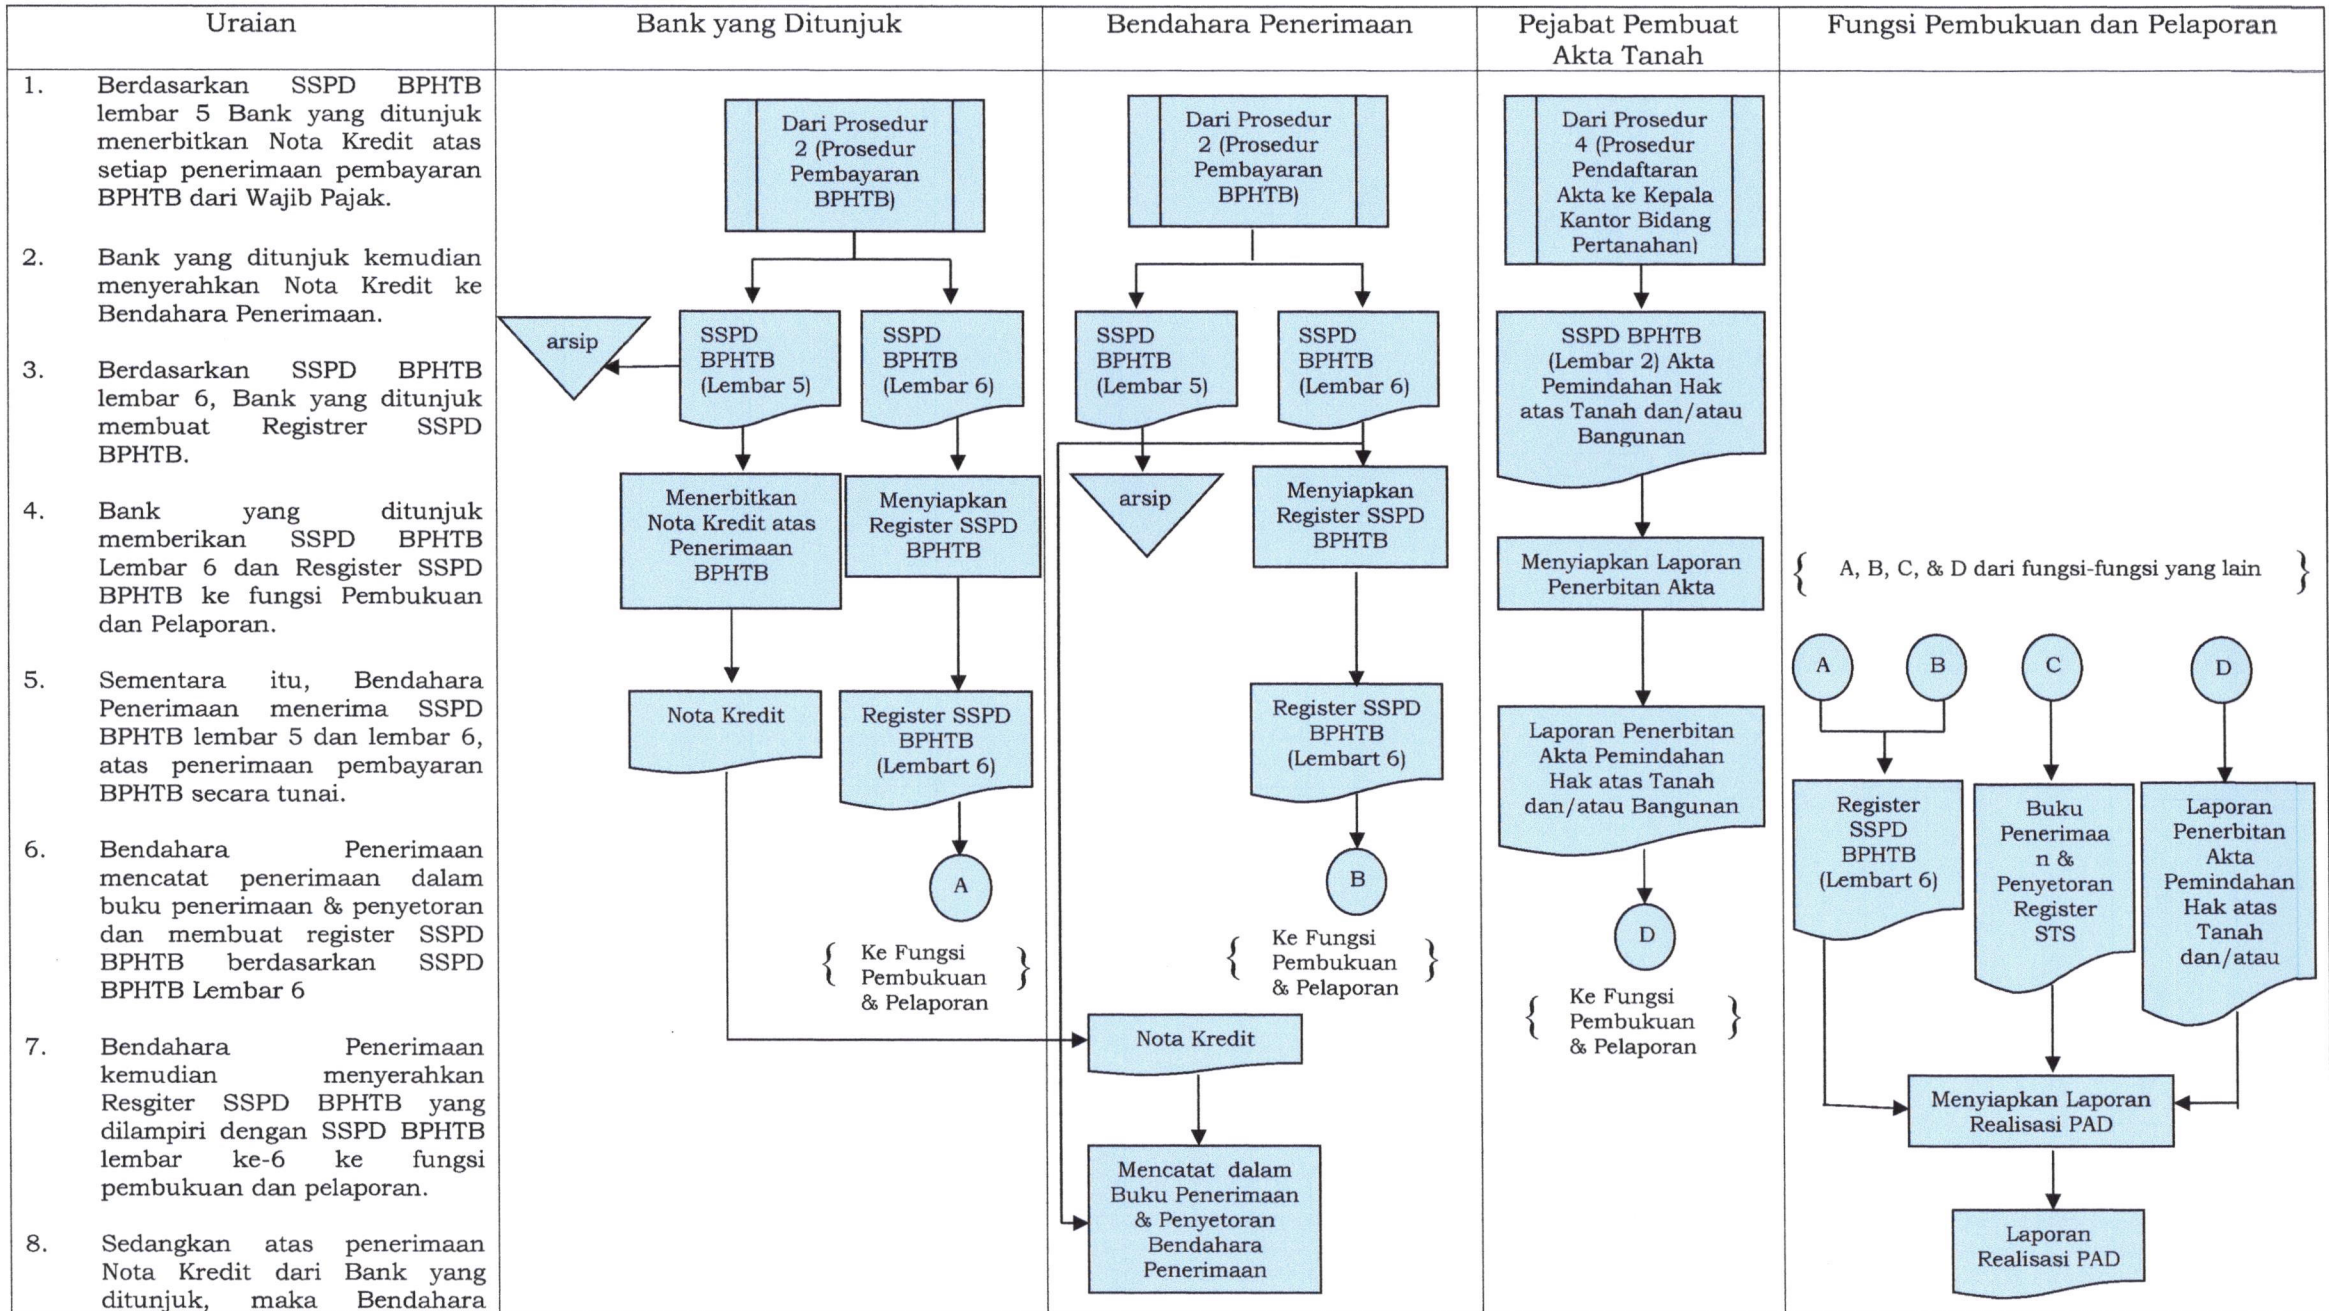 Uraian
Bank yang Ditunjuk
Bendahara Penerimaan
Pejabat Pembuat
Akta Tanah
Fungsi Pembukuan dan Pelaporan
1. Berdasarkan SSPD BPHTB
lembar 5 Bank yang ditunjuk
menerbitkan Nota Kredit atas
setiap penerimaan pembayaran
BPHTB dari Wajib Pajak.
2. Bank yang ditunjuk kemudian
menyerahkan Nota Kredit ke
Bendahara Penerimaan.
3. Berdasarkan SSPD BPHTB
lembar 6, Bank yang ditunjuk
membuat Registrer SSPD
BPHTB.
4. Bank yang ditunjuk
memberikan SSPD BPHTB
Lembar 6 dan Resgister SSPD
BPHTB ke fungsi Pembukuan
dan Pelaporan.
5. Sementara itu, Bendahara
Penerimaan menerima SSPD
BPHTB lembar 5 dan lembar 6,
atas penerimaan pembayaran
BPHTB secara tunai.
6. Bendahara Penerimaan
mencatat penerimaan dalam
buku penerimaan & penyetoran
dan membuat register SSPD
BPHTB berdasarkan SSPD
BPHTB Lembar 6
7. Bendahara Penerimaan
kemudian menyerahkan
Resgiter SSPD BPHTB yang
dilampiri dengan SSPD BPHTB
lembar ke-6 ke fungsi
pembukuan dan pelaporan.
8. Sedangkan atas penerimaan
Nota Kredit dari Bank yang
ditunjuk, maka Bendahara
Dari Prosedur
2 (Prosedur
Pembayaran
BPHTB)
arsip
SSPD
BPHTB
(Lembar 5)
SSPD
BPHTB
(Lembar 6)
Menerbitkan
Nota Kredit atas
Penerimaan
BPHTB
Menyiapkan
Register SSPD
BPHTB
Nota Kredit
Register SSPD
BPHTB
(Lembart 6)
A
{ Ke Fungsi
Pembukuan }
& Pelaporan
Dari Prosedur
2 (Prosedur
Pembayaran
BPHTB)
SSPD
BPHTB
(Lembar 5)
SSPD
BPHTB
(Lembar 6)
arsip
Menyiapkan
Register SSPD
BPHTB
Register SSPD
BPHTB
(Lembart 6)
B
{ Ke Fungsi
Pembukuan }
& Pelaporan
Nota Kredit
Mencatat dalam
Buku Penerimaan
& Penyetoran
Bendahara
Penerimaan
Dari Prosedur
4 (Prosedur
Pendaftaran
Akta ke Kepala
Kantor Bidang
Pertanahan)
SSPD BPHTB
(Lembar 2) Akta
Pemindahan Hak
atas Tanah dan/atau
Bangunan
Menyiapkan Laporan
Penerbitan Akta
Laporan Penerbitan
Akta Pemindahan
Hak atas Tanah
dan/atau Bangunan
D
{ Ke Fungsi
Pembukuan }
& Pelaporan
{ A, B, C, & D dari fungsi-fungsi yang lain }
A
B
C
D
Register
SSPD
BPHTB
(Lembart 6)
Buku
Penerimaa
n &
Penyetoran
Register
STS
Laporan
Penerbitan
Akta
Pemindahan
Hak atas
Tanah
dan/atau
Menyiapkan Laporan
Realisasi PAD
Laporan
Realisasi PAD